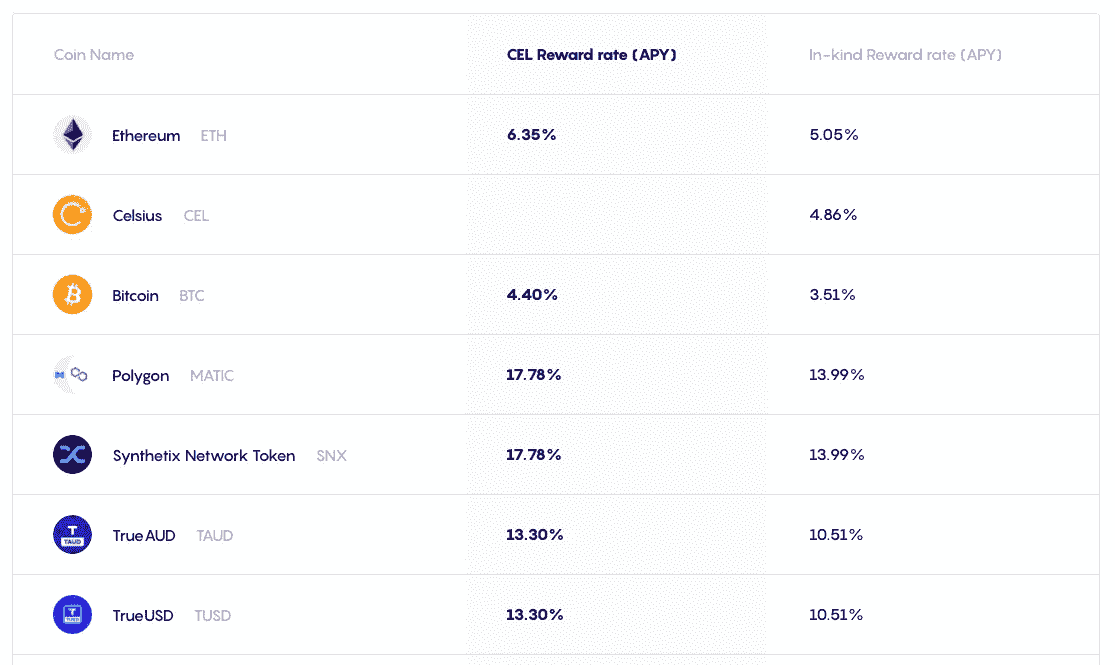 Coin Name CEL Reward rate (APY) In-kind Reward rate (APY)
Ethereum ETH 6.35% 5.05%
Celsius CEL 4.86%
Bitcoin BTC 4.40% 3.51%
Polygon MATIC 17.78% 13.99%
Synthetix Network Token SNX 17.78% 13.99%
T
TAUD
TrueAUD TAUD 13.30% 10.51%
TrueUSD TUSD 13.30% 10.51%